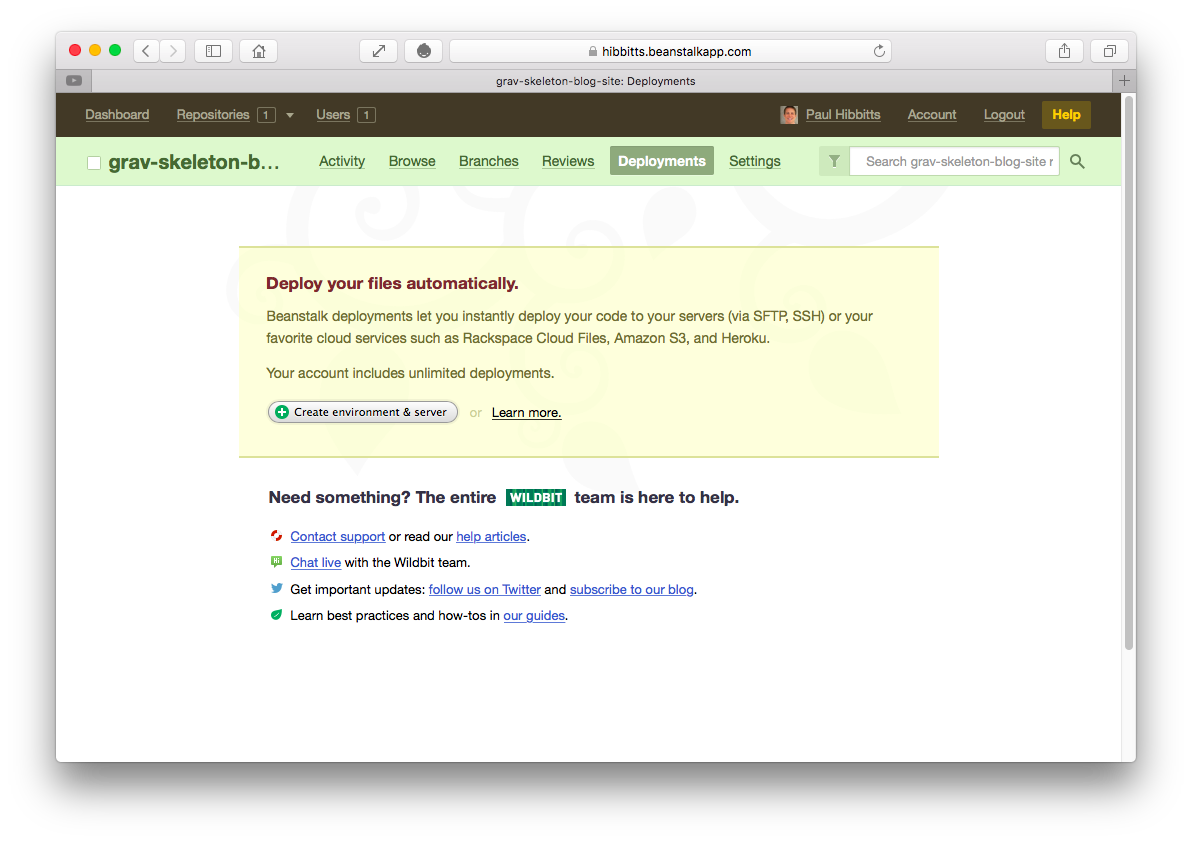 hibbitts.beanstalkapp.com
grav-skeleton-blog-site: Deployments
Dashboard Repositories 1 Users 1 Paul Hibbitts Account Logout Help
grav-skeleton-b... Activity Browse Branches Reviews Deployments Settings Search grav-skeleton-blog-site r
Deploy your files automatically.
Beanstalk deployments let you instantly deploy your code to your servers (via SFTP, SSH) or your
favorite cloud services such as Rackspace Cloud Files, Amazon S3, and Heroku.
Your account includes unlimited deployments.
Create environment & server or Learn more.
Need something? The entire WILDBIT team is here to help.
Contact support or read our help articles.
Hi Chat live with the Wildbit team.
Get important updates: follow us on Twitter and subscribe to our blog.
Learn best practices and how-tos in our guides.